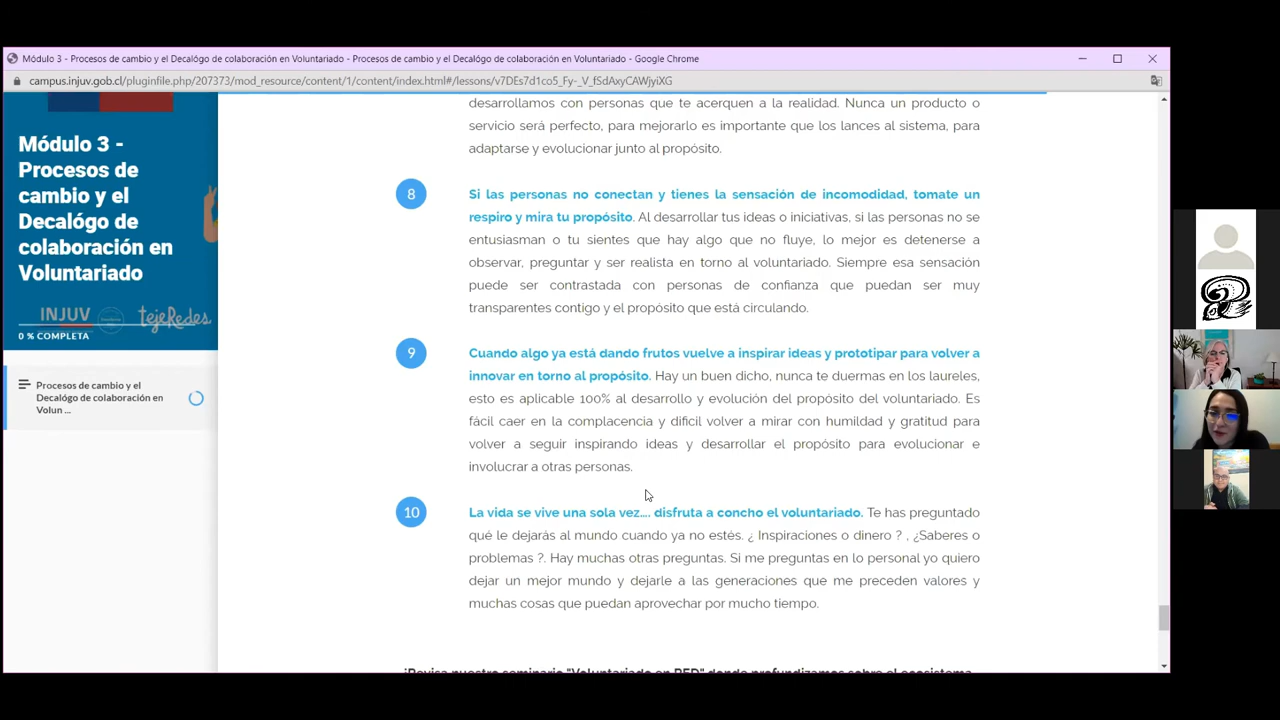 Módulo 3 - Procesos de cambio y el Decalógo de colaboración en Voluntariado - Procesos de cambio y el Decalógo de colaboración en Voluntariado - Google Chrome
campus.injuv.gob.cl/pluginfile.php/207373/mod_resource/content/1/content/index.html#/lessons/v7DEs7d1co5_Fy-_V_fSdAxyCAWjyiXG
Módulo 3 -
Procesos de
cambio y el
Decalógo de
colaboración en
Voluntariado
INJUV
tejeRedes
0 % COMPLETA
Procesos de cambio y el
Decalógo de colaboración en
Volun ...
desarrollamos con personas que te acerquen a la realidad. Nunca un producto o
servicio será perfecto, para mejorarlo es importante que los lances al sistema, para
adaptarse y evolucionar junto al propósito.
8
Si las personas no conectan y tienes la sensación de incomodidad, tomate un
respiro y mira tu propósito. Al desarrollar tus ideas o iniciativas, si las personas no se
entusiasman o tu sientes que hay algo que no fluye, lo mejor es detenerse a
observar, preguntar y ser realista en torno al voluntariado. Siempre esa sensación
puede ser contrastada con personas de confianza que puedan ser muy
transparentes contigo y el propósito que está circulando.
9
Cuando algo ya está dando frutos vuelve a inspirar ideas y prototipar para volver a
innovar en torno al propósito. Hay un buen dicho, nunca te duermas en los laureles,
esto es aplicable 100% al desarrollo y evolución del propósito del voluntariado. Es
fácil caer en la complacencia y difícil volver a mirar con humildad y gratitud para
volver a seguir inspirando ideas y desarrollar el propósito para evolucionar e
involucrar a otras personas.
10
La vida se vive una sola vez.... disfruta a concho el voluntariado. Te has preguntado
qué le dejarás al mundo cuando ya no estés. ¿ Inspiraciones o dinero ? , ¿Saberes o
problemas ?. Hay muchas otras preguntas. Si me preguntas en lo personal yo quiero
dejar un mejor mundo y dejarle a las generaciones que me preceden valores y
muchas cosas que puedan aprovechar por mucho tiempo.
¡Revisa nuestro seminario "Voluntariado en RED" donde profundizamos sobre el ecosistema